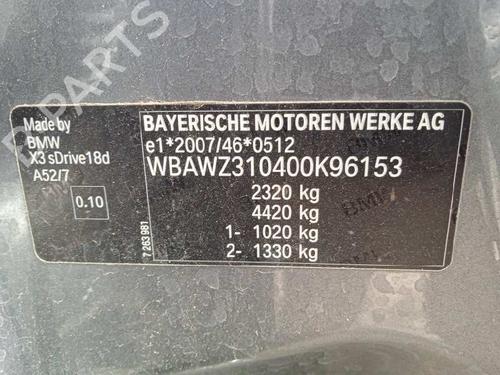 B-PARTS
Made by
BMW
X3 sDrive18d
A52/7
0.10
7 263 981
BAYERISCHE MOTOREN WERKE AG
e1*2007/46*0512
WBAWZ310400K96153
2320 kg
4420 kg
1- 1020 kg
2- 1330 kg